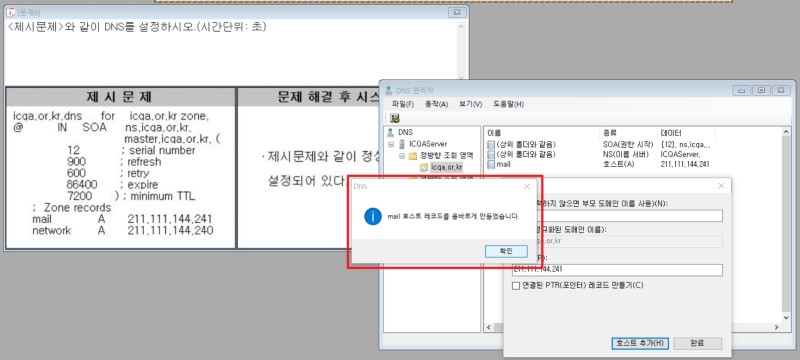 [문제6]
<제시문제>와 같이 DNS를 설정하시오.(시간단위: 초)
제 시 문 제
문제 해결 후 시스
icqa,or,kr,dns for icqa,or,kr zone,
@ IN SOA ns,icqa,or,kr,
master,icqa,or,kr, (
12 ; serial number
900 ; refresh
600 ; retry
86400 ; expire
7200 ) ; minimum TTL
; Zone records
mail A 211,111,144,241
network A 211,111,144,240
·제시문제와 같이 정상
설정되어 있다
DNS 관리자
파일(F) 동작(A) 보기(V) 도움말(H)
DNS
ICQAServer
정방향 조회 영역
icqa,or,kr
이름 종류 데이터
(상위 폴더와 같음) SOA(권한 시작) [12], ns,icqa,...
(상위 폴더와 같음) NS(이름 서버) ICQAServer,
mail 호스트(A) 211,111,144,241
DNS
mail 호스트 레코드를 올바르게 만들었습니다.
확인
하지 않으면 부모 도메인 이름 사용)(N):
규화된 도메인 이름):
qa,or,kr
P):
211,111,144,241
연결된 PTR(포인터) 레코드 만들기(C)
호스트 추가(H) 완료